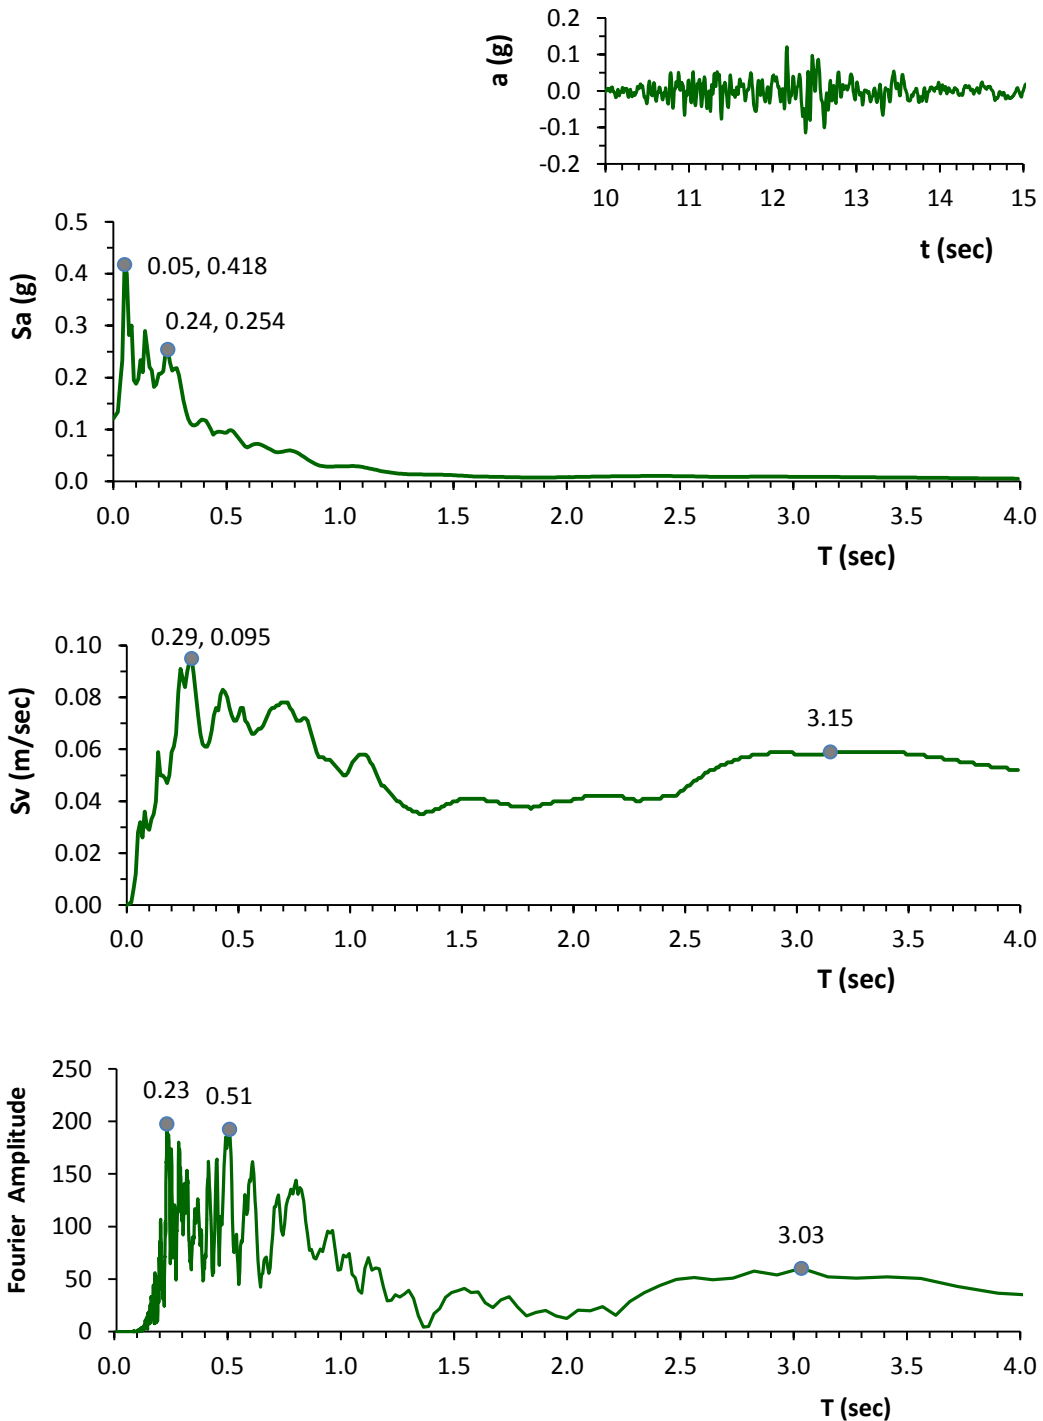 0.2
0.1
0.0
-0.1
-0.2
a (g)
10 11 12 13 14 15
t (sec)
0.5
0.4
0.3
0.2
0.1
0.0
Sa (g)
0.05, 0.418
0.24, 0.254
0.0 0.5 1.0 1.5 2.0 2.5 3.0 3.5 4.0
T (sec)
0.10
0.08
0.06
0.04
0.02
0.00
Sv (m/sec)
0.29, 0.095
3.15
0.0 0.5 1.0 1.5 2.0 2.5 3.0 3.5 4.0
T (sec)
250
200
150
100
50
0
Fourier Amplitude
0.23
0.51
3.03
0.0 0.5 1.0 1.5 2.0 2.5 3.0 3.5 4.0
T (sec)